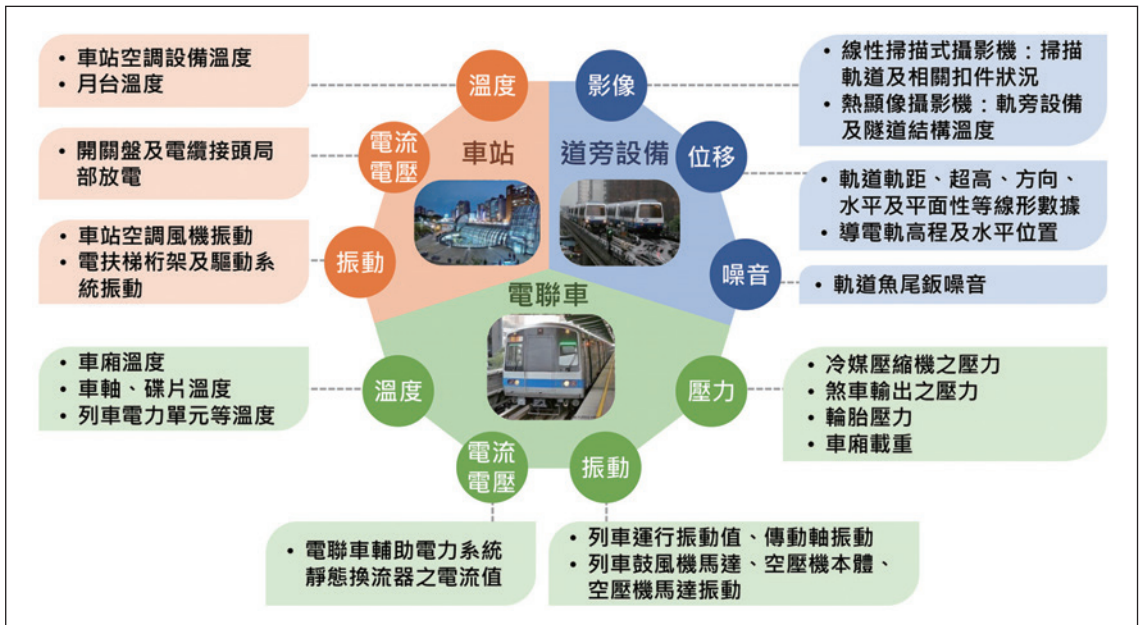 • 車站空調設備溫度
• 月台溫度
溫度
• 開關盤及電纜接頭局
部放電
電流
電壓
• 車站空調風機振動
• 電扶梯桁架及驅動系
統振動
振動
車站
影像
• 線性掃描式攝影機：掃描
軌道及相關扣件狀況
• 熱顯像攝影機：軌旁設備
及隧道結構溫度
道旁設備
位移
• 軌道軌距、超高、方向、
水平及平面性等線形數據
• 導電軌高程及水平位置
噪音
• 軌道魚尾鈑噪音
電聯車
• 車廂溫度
• 車軸、碟片溫度
• 列車電力單元等溫度
溫度
壓力
• 冷媒壓縮機之壓力
• 煞車輸出之壓力
• 輪胎壓力
• 車廂載重
電流
電壓
• 電聯車輔助電力系統
靜態換流器之電流值
振動
• 列車運行振動值、傳動軸振動
• 列車鼓風機馬達、空壓機本體、
空壓機馬達振動